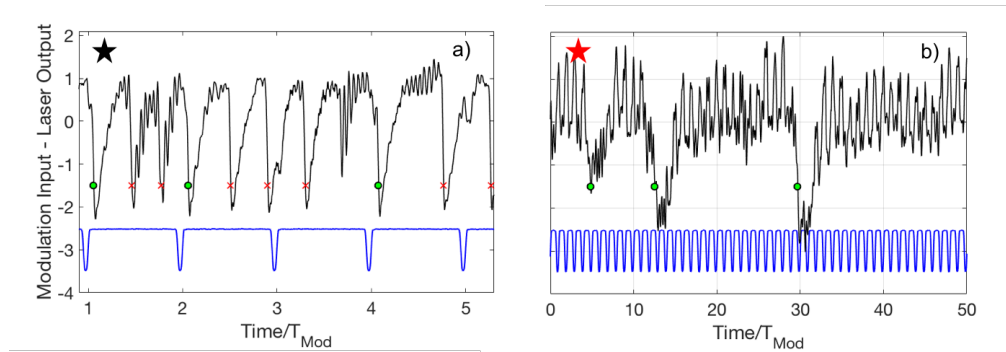 a)
b)
Modulation Input - Laser Output
2
1
0
-1
-2
-3
-4
1 2 3 4 5
Time/T_Mod
0 10 20 30 40 50
Time/T_Mod